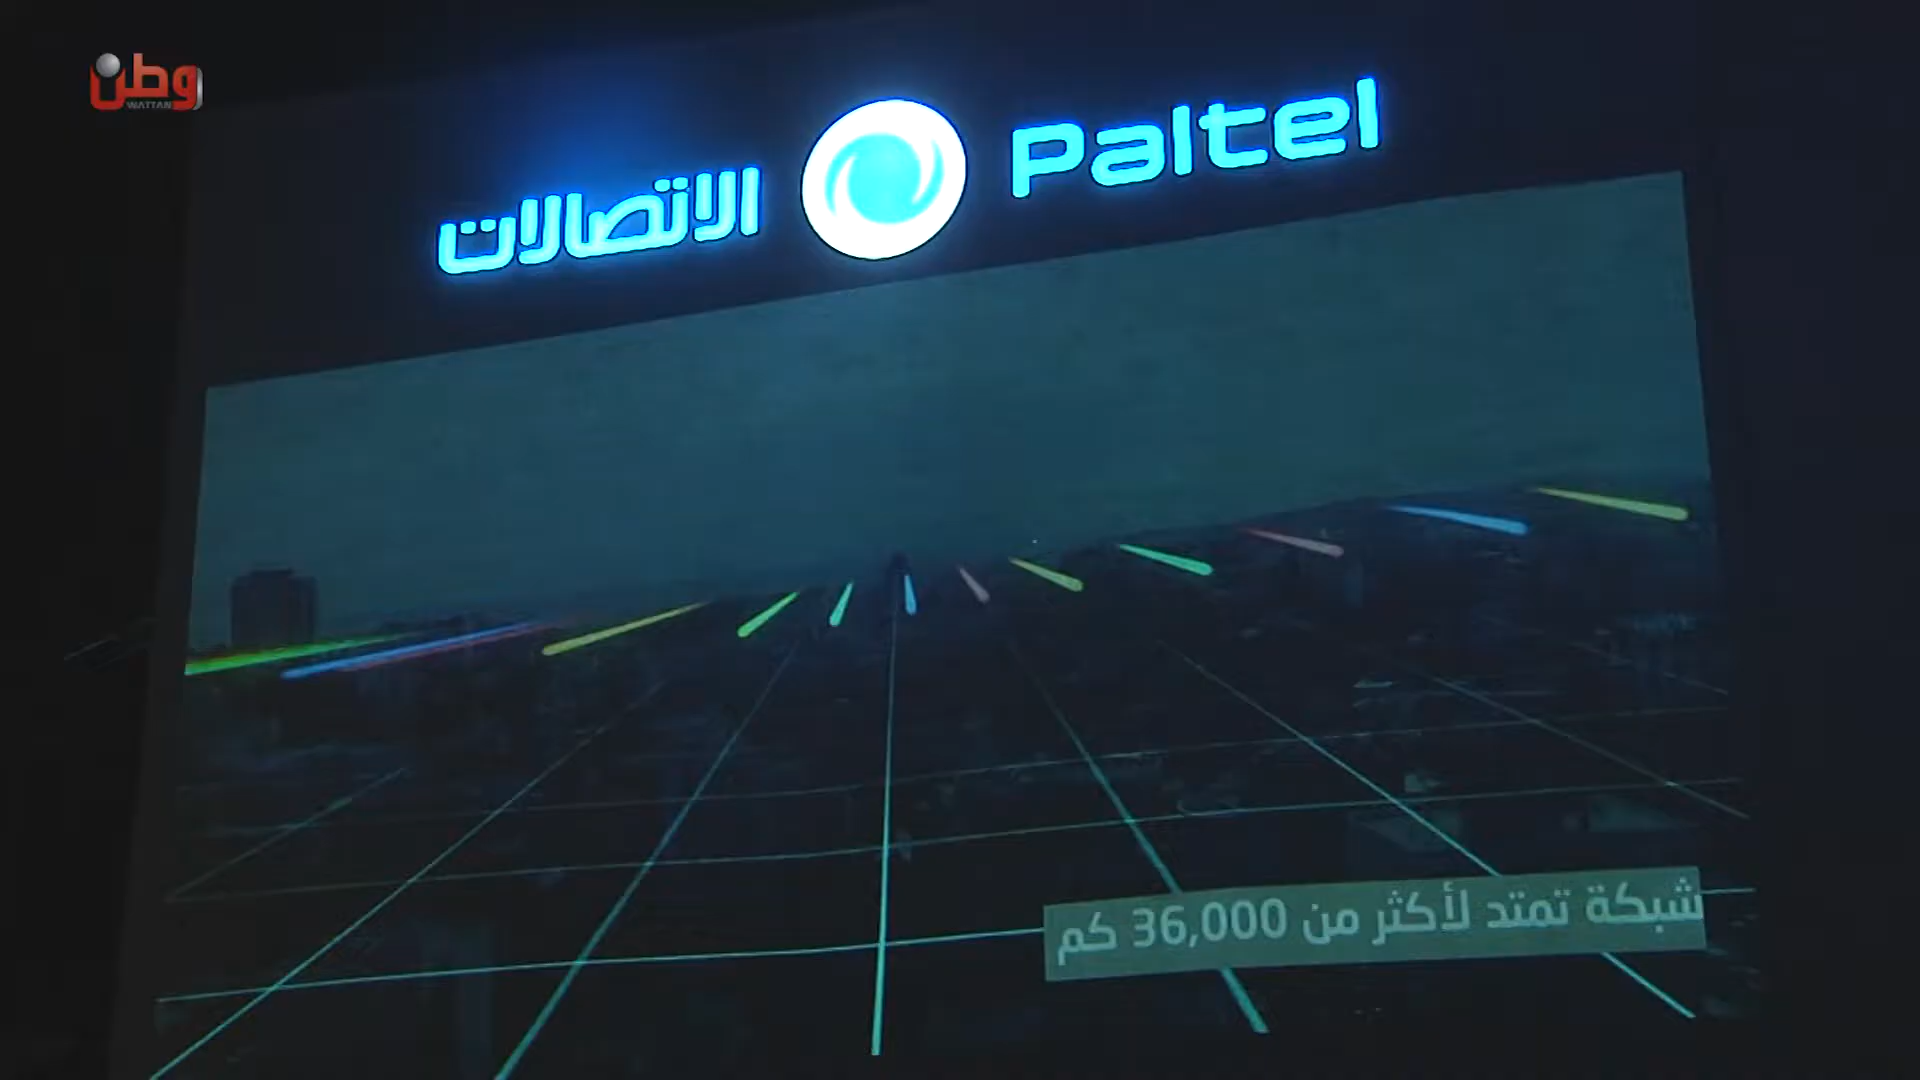 وطن
WATTAN
الاتصالات Paltel
شبكة تمتد لأكثر من 36,000 كم